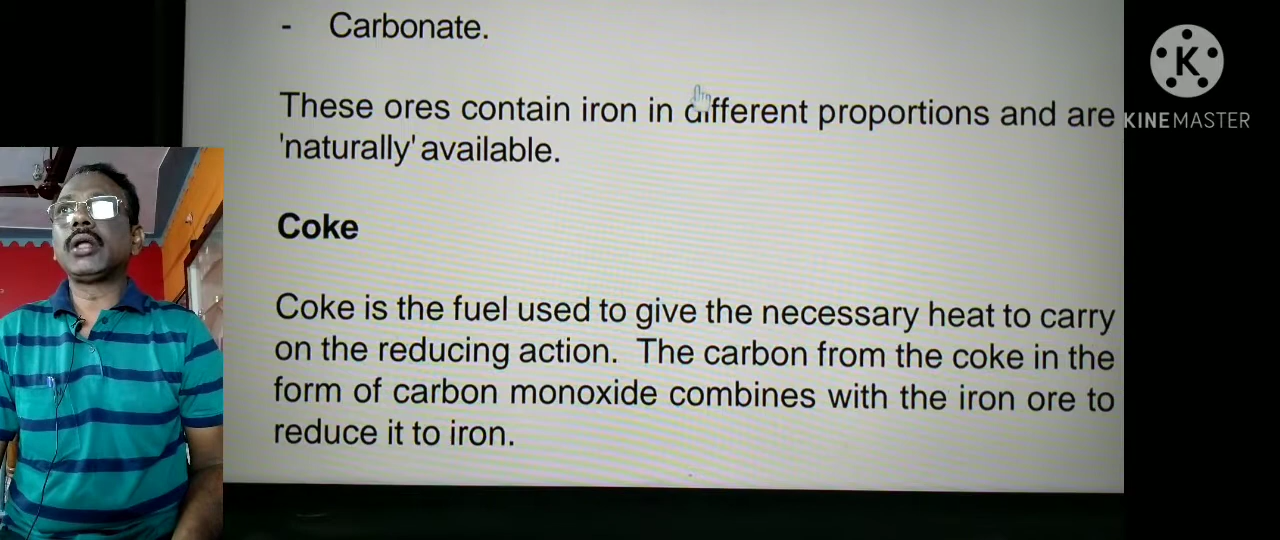 - Carbonate.
These ores contain iron in different proportions and are
'naturally' available.
Coke
Coke is the fuel used to give the necessary heat to carry
on the reducing action. The carbon from the coke in the
form of carbon monoxide combines with the iron ore to
reduce it to iron.
K
KINEMASTER